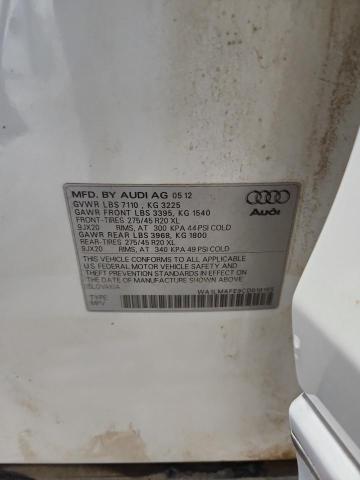 MFD. BY AUDI AG 05 12
GVWR LBS 7110 , KG 3225
GAWR FRONT LBS 3395, KG 1540
FRONT-TIRES 275/45 R20 XL
9JX20 RIMS, AT 300 KPA 44 PSI COLD
GAWR REAR LBS 3968, KG 1800
REAR-TIRES 275/45 R20 XL
9JX20 RIMS, AT 340 KPA 49 PSI COLD
THIS VEHICLE CONFORMS TO ALL APPLICABLE
U.S FEDERAL MOTOR VEHICLE SAFETY AND
THEFT PREVENTION STANDARDS IN EFFECT ON
THE DATE OF MANUFACTURE SHOWN ABOVE
SLOVAKIA
TYPE:
MPV
Audi